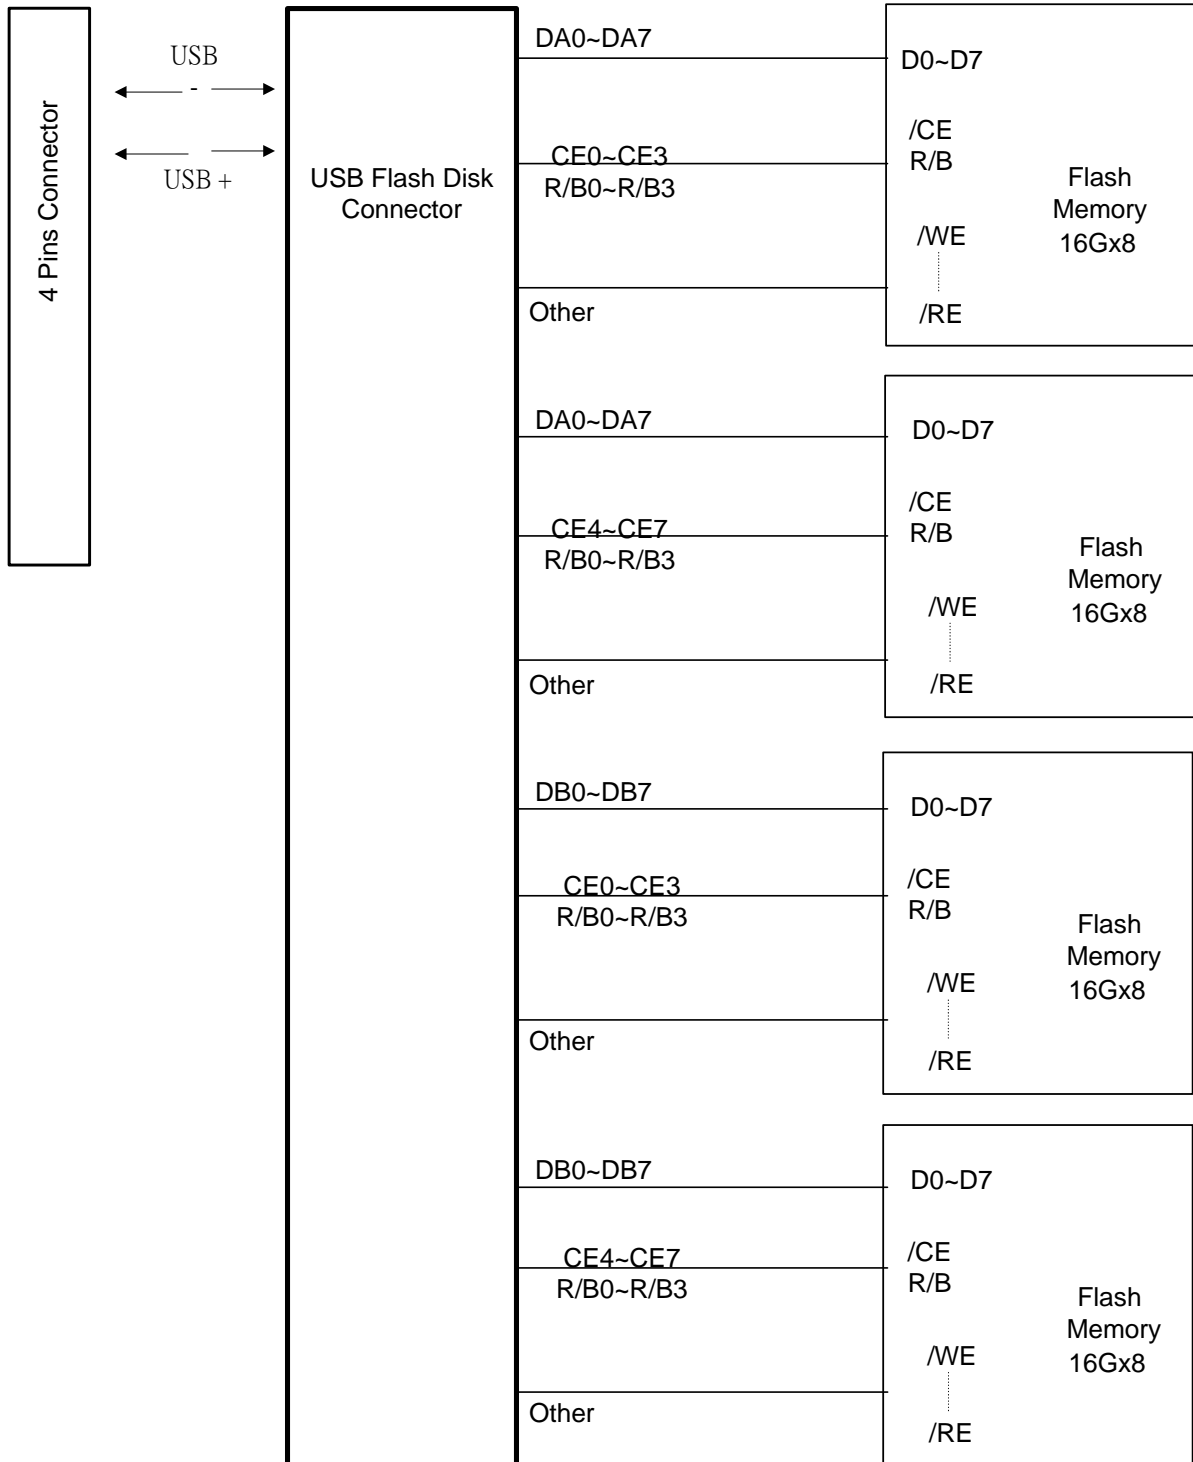 4 Pins Connector
USB
-
USB +
USB Flash Disk
Connector
DA0~DA7
CE0~CE3
R/B0~R/B3
Other
D0~D7
/CE
R/B
/WE
/RE
Flash
Memory
16Gx8
DA0~DA7
CE4~CE7
R/B0~R/B3
Other
D0~D7
/CE
R/B
/WE
/RE
Flash
Memory
16Gx8
DB0~DB7
CE0~CE3
R/B0~R/B3
Other
D0~D7
/CE
R/B
/WE
/RE
Flash
Memory
16Gx8
DB0~DB7
CE4~CE7
R/B0~R/B3
Other
D0~D7
/CE
R/B
/WE
/RE
Flash
Memory
16Gx8